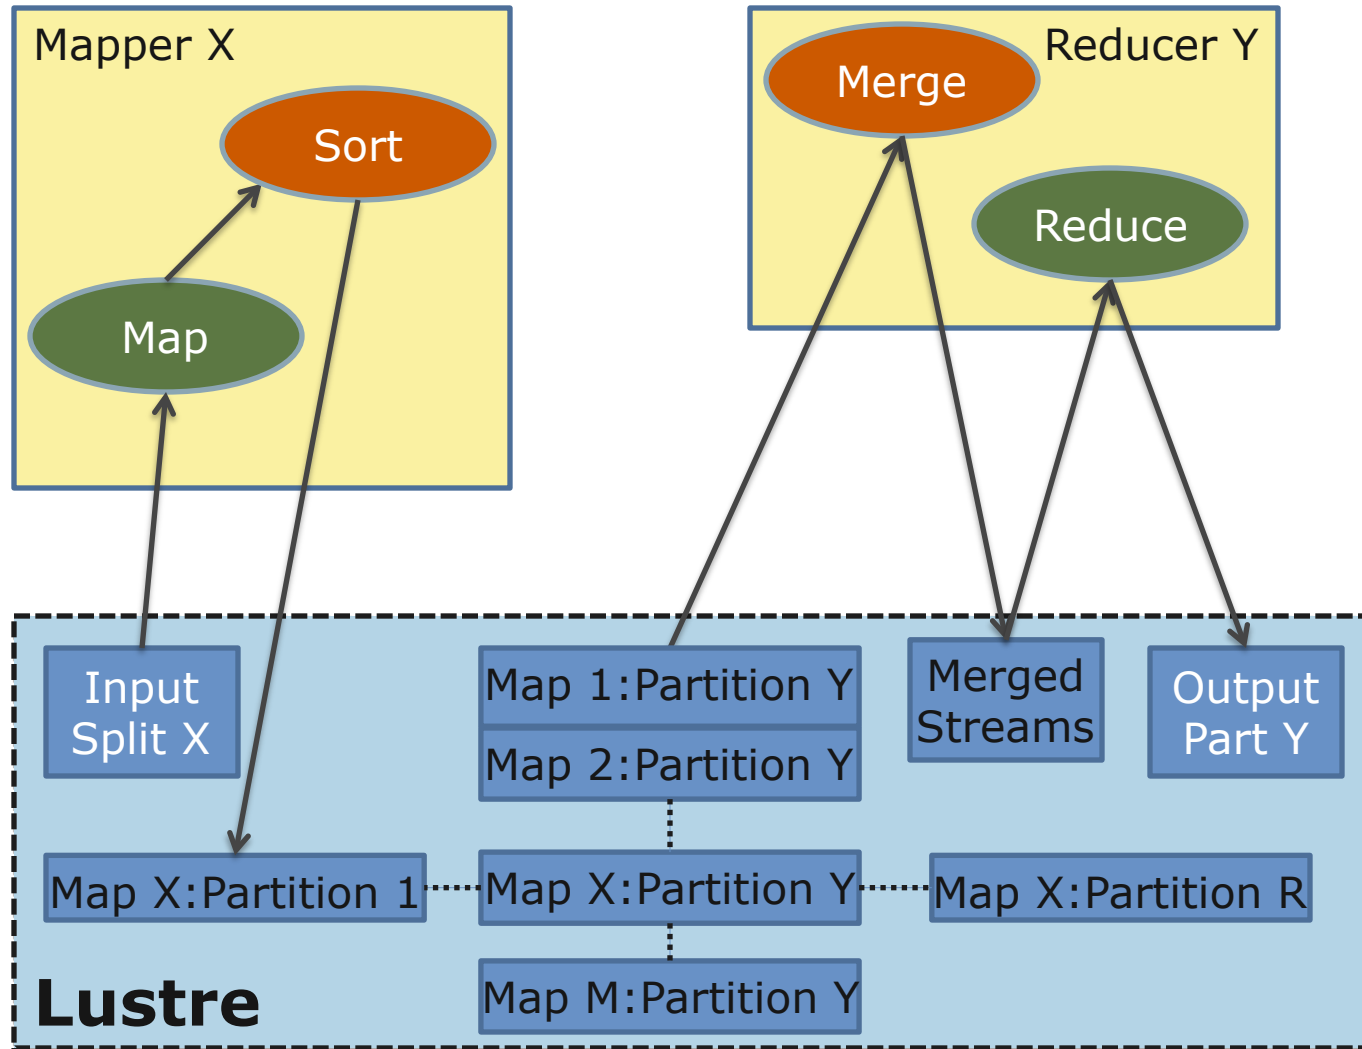 Mapper X
Sort
Map
Merge
Reducer Y
Reduce
Input
Split X
Map 1:Partition Y
Map 2:Partition Y
Merged
Streams
Output
Part Y
Map X:Partition 1
Map X:Partition Y
Map X:Partition R
Map M:Partition Y
Lustre